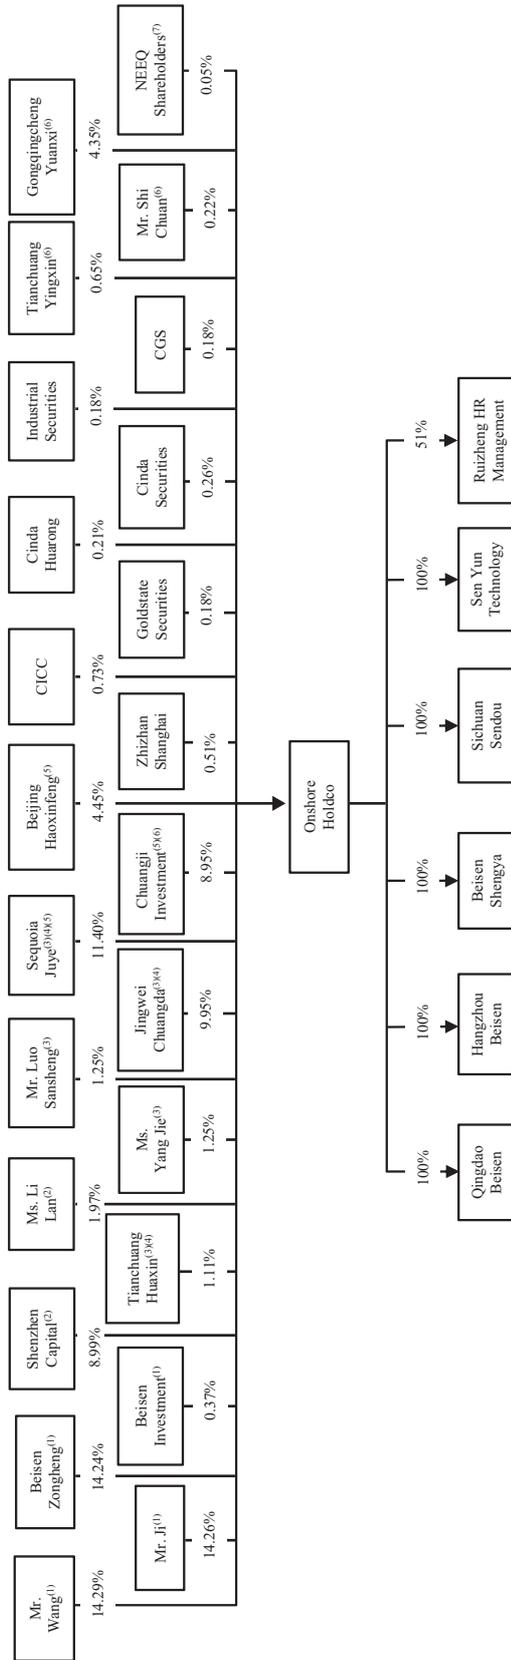 Mr.
Wang(1)
Beisen
Zongheng(1)
Shenzhen
Capital(2)
Ms. Li
Lan(2)
Mr. Luo
Sansheng(3)
Sequoia
Juye(3)(4)(5)
Beijing
Haoxinfeng(5)
CICC
Cinda
Huarong
Industrial
Securities
Tianchuang
Yingxin(6)
Gongqingcheng
Yuanxi(6)
14.29%
14.24%
8.99%
1.97%
1.25%
11.40%
4.45%
0.73%
0.21%
0.18%
0.65%
4.35%
Mr. Ji(1)
Beisen
Investment(1)
Tianchuang
Huaxin(3)(4)
Ms.
Yang Jie(3)
Jingwei
Chuangda(3)(4)
Chuangji
Investment(5)(6)
Zhizhan
Shanghai
Goldstate
Securities
Cinda
Securities
CGS
Mr. Shi
Chuan(6)
NEEQ
Shareholders(7)
14.26%
0.37%
1.11%
1.25%
9.95%
8.95%
0.51%
0.18%
0.26%
0.18%
0.22%
0.05%
Onshore
Holdco
100%
100%
100%
100%
100%
51%
Qingdao
Beisen
Hangzhou
Beisen
Beisen
Shengya
Sichuan
Sendou
Sen Yun
Technology
Ruizheng HR
Management